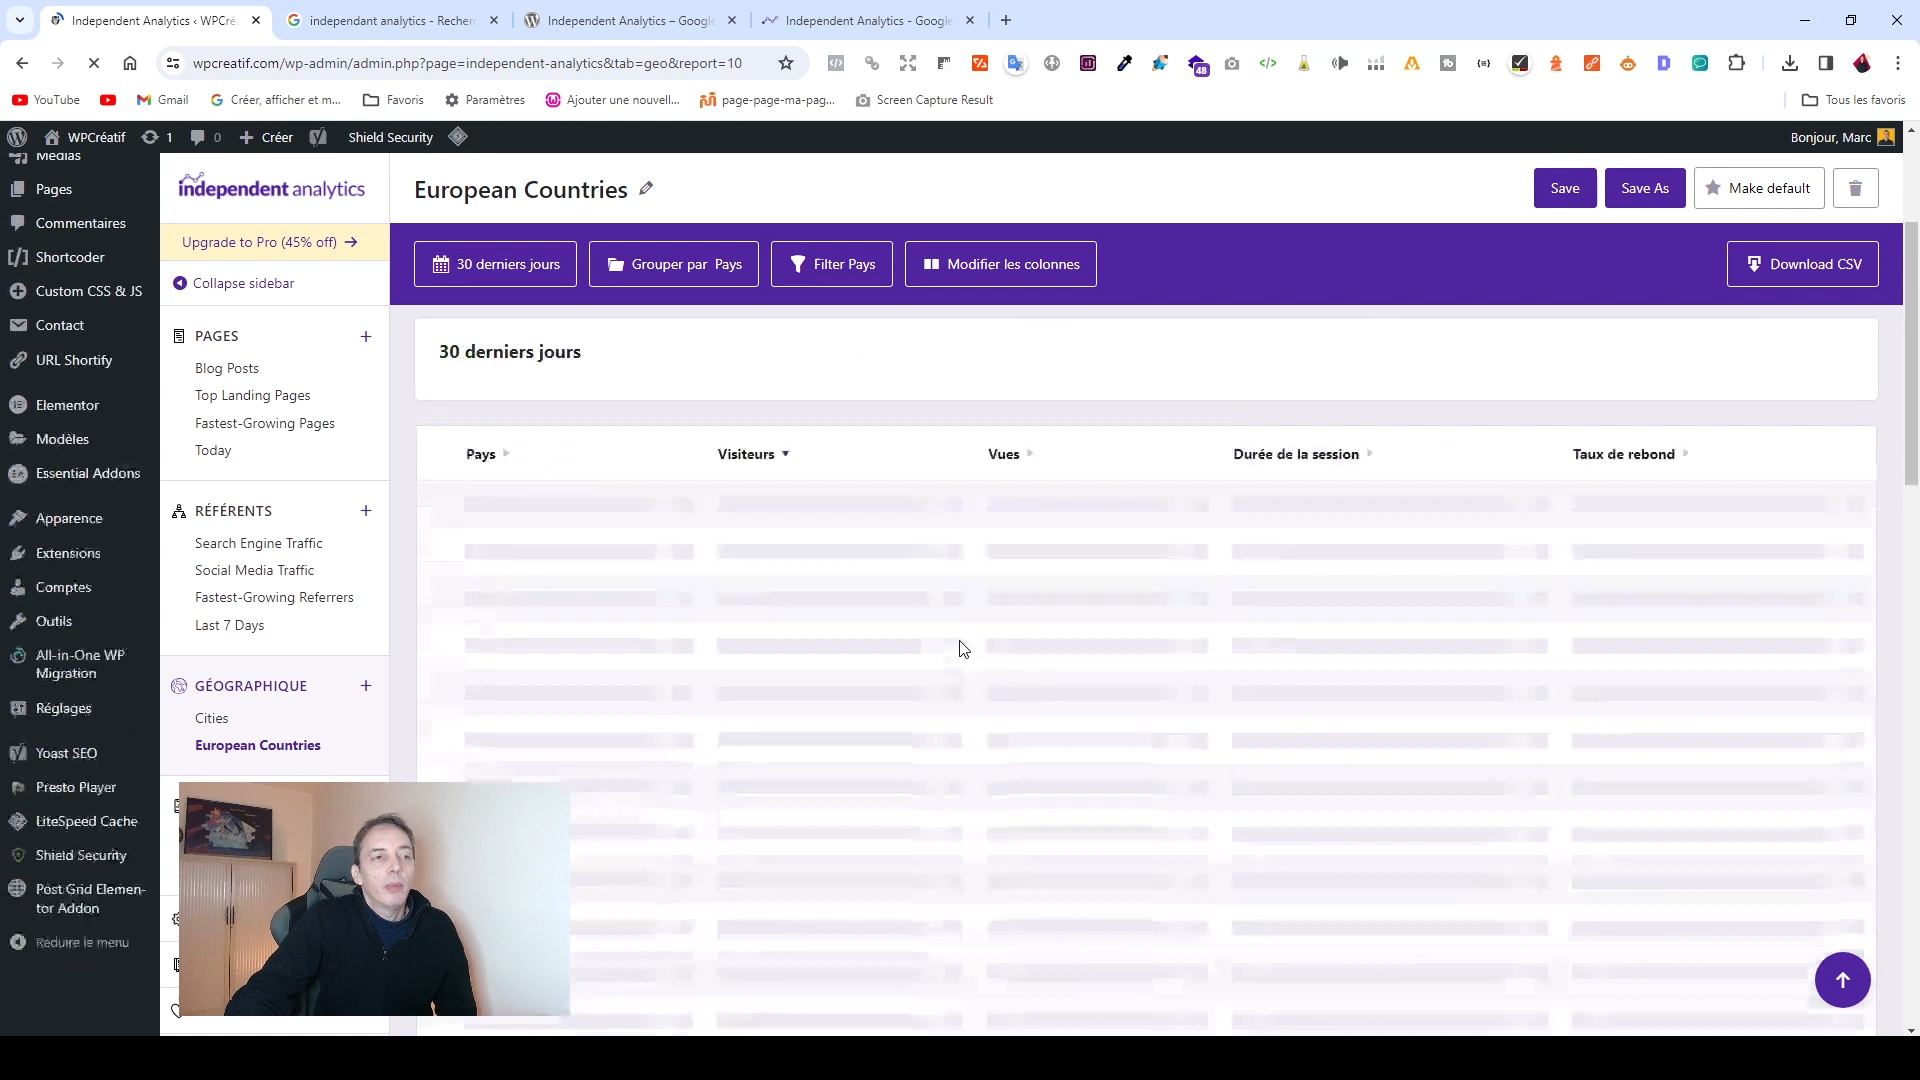 Independent Analytics ‹ WPCré
independant analytics - Recher
Independent Analytics – Google
Independent Analytics - Google
wpcreatif.com/wp-admin/admin.php?page=independent-analytics&tab=geo&report=10
48
YouTube
Gmail
Créer, afficher et m...
Favoris
Paramètres
Ajouter une nouvell...
page-page-ma-pag...
Screen Capture Result
Tous les favoris
WPCréatif
1
0
Créer
Shield Security
Bonjour, Marc
Médias
Pages
Commentaires
Shortcoder
Custom CSS & JS
Contact
URL Shortify
Elementor
Modèles
Essential Addons
Apparence
Extensions
Comptes
Outils
All-in-One WP
Migration
Réglages
Yoast SEO
Presto Player
LiteSpeed Cache
Shield Security
Post Grid Elemen-
tor Addon
Réduire le menu
independent analytics
Upgrade to Pro (45% off)
Collapse sidebar
PAGES
Blog Posts
Top Landing Pages
Fastest-Growing Pages
Today
RÉFÉRENTS
Search Engine Traffic
Social Media Traffic
Fastest-Growing Referrers
Last 7 Days
GÉOGRAPHIQUE
Cities
European Countries
European Countries
Save
Save As
Make default
30 derniers jours
Grouper par Pays
Filter Pays
Modifier les colonnes
Download CSV
30 derniers jours
Pays
Visiteurs
Vues
Durée de la session
Taux de rebond